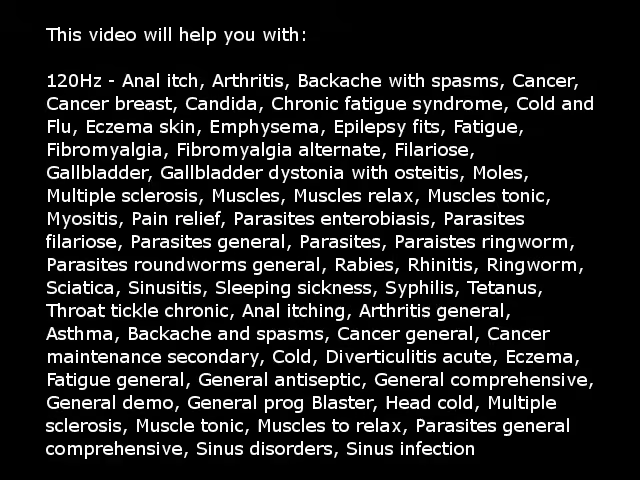 This video will help you with:
120Hz - Anal itch, Arthritis, Backache with spasms, Cancer,
Cancer breast, Candida, Chronic fatigue syndrome, Cold and
Flu, Eczema skin, Emphysema, Epilepsy fits, Fatigue,
Fibromyalgia, Fibromyalgia alternate, Filariose,
Gallbladder, Gallbladder dystonia with osteitis, Moles,
Multiple sclerosis, Muscles, Muscles relax, Muscles tonic,
Myositis, Pain relief, Parasites enterobiasis, Parasites
filariose, Parasites general, Parasites, Paraistes ringworm,
Parasites roundworms general, Rabies, Rhinitis, Ringworm,
Sciatica, Sinusitis, Sleeping sickness, Syphilis, Tetanus,
Throat tickle chronic, Anal itching, Arthritis general,
Asthma, Backache and spasms, Cancer general, Cancer
maintenance secondary, Cold, Diverticulitis acute, Eczema,
Fatigue general, General antiseptic, General comprehensive,
General demo, General prog Blaster, Head cold, Multiple
sclerosis, Muscle tonic, Muscles to relax, Parasites general
comprehensive, Sinus disorders, Sinus infection